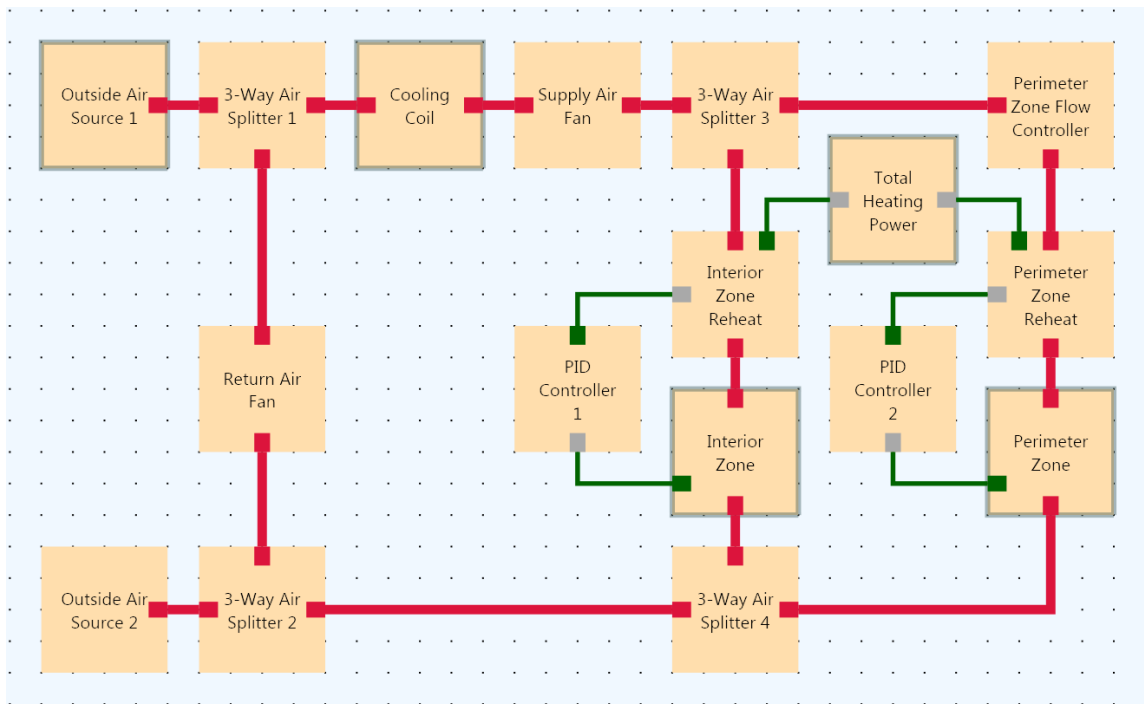 Outside Air
Source 1
3-Way Air
Splitter 1
Cooling
Coil
Supply Air
Fan
3-Way Air
Splitter 3
Perimeter
Zone Flow
Controller
Total
Heating
Power
Interior
Zone
Reheat
Perimeter
Zone
Reheat
Return Air
Fan
PID
Controller
1
PID
Controller
2
Interior
Zone
Perimeter
Zone
Outside Air
Source 2
3-Way Air
Splitter 2
3-Way Air
Splitter 4